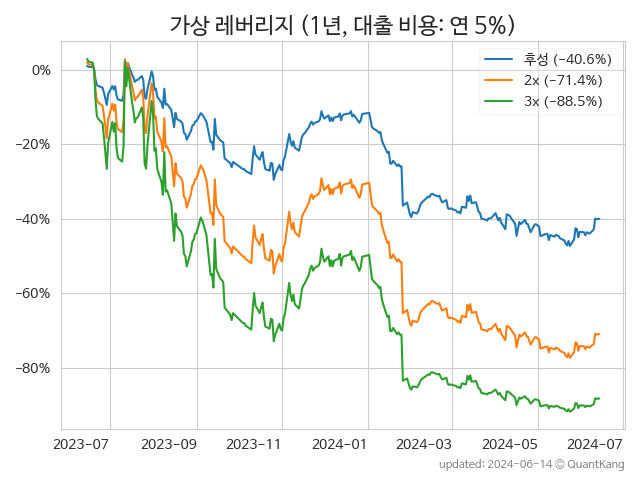 가상 레버리지 (1년, 대출 비용: 연 5%)
후성 (−40.6%)
2x (−71.4%)
3x (−88.5%)
0%
−20%
−40%
−60%
−80%
2023-07
2023-09
2023-11
2024-01
2024-03
2024-05
2024-07
updated: 2024-06-14 © QuantKang